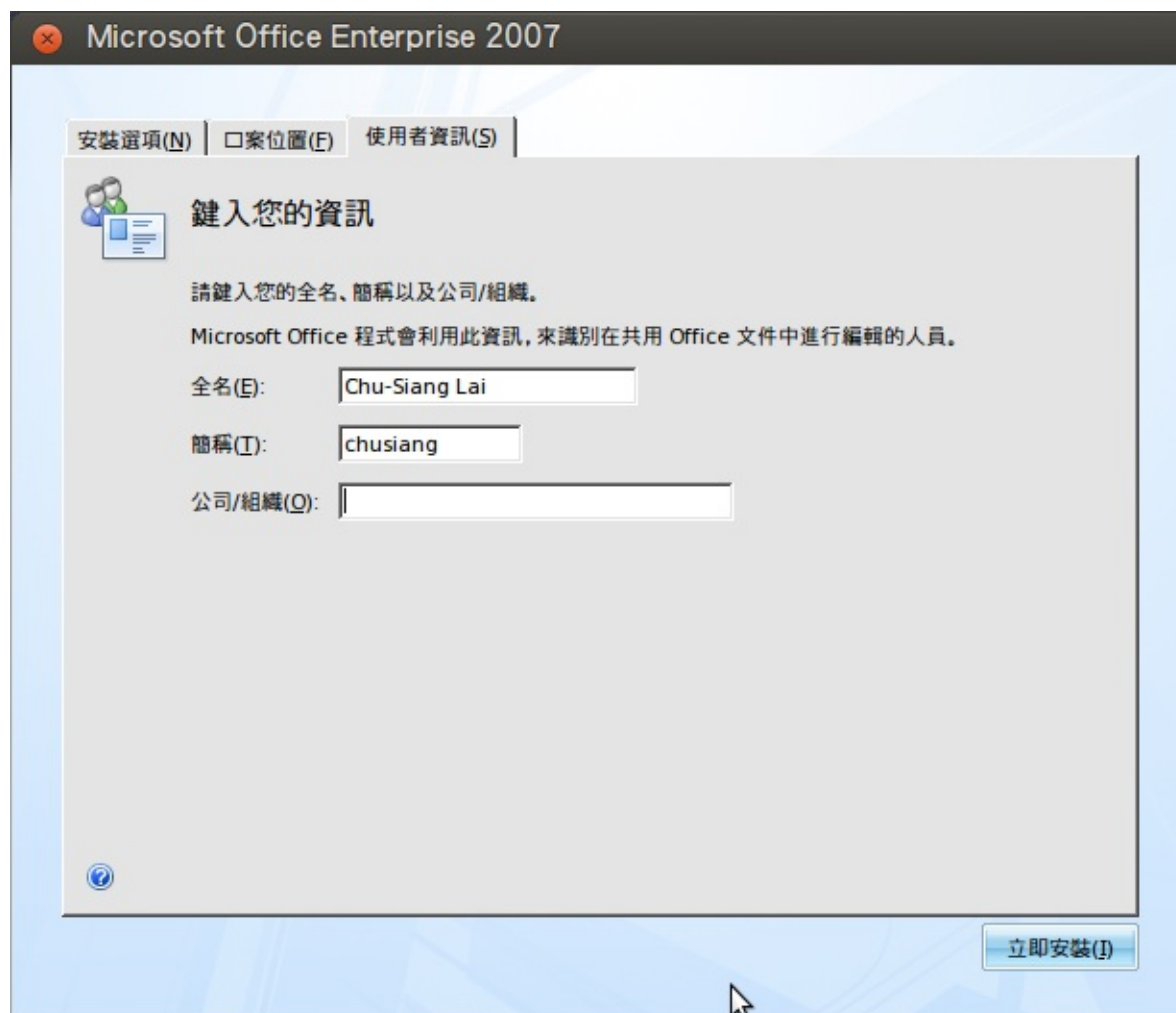 Microsoft Office Enterprise 2007
安裝選項(N) 口案位置(F) 使用者資訊(S)
鍵入您的資訊
請鍵入您的全名、簡稱以及公司/組織。
Microsoft Office 程式會利用此資訊，來識別在共用 Office 文件中進行編輯的人員。
全名(E): Chu-Siang Lai
簡稱(T): chusiang
公司/組織(O):
立即安裝(I)